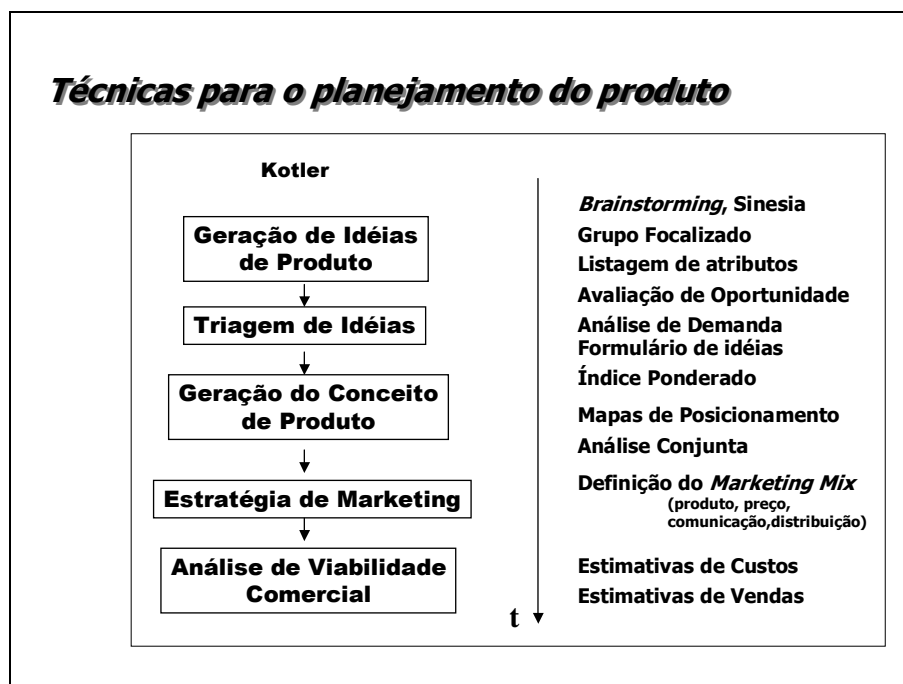 Técnicas para o planejamento do produto
Kotler
Geração de Idéias
de Produto
Triagem de Idéias
Geração do Conceito
de Produto
Estratégia de Marketing
Análise de Viabilidade
Comercial
t
Brainstorming, Sinesia
Grupo Focalizado
Listagem de atributos
Avaliação de Oportunidade
Análise de Demanda
Formulário de idéias
Índice Ponderado
Mapas de Posicionamento
Análise Conjunta
Definição do Marketing Mix
(produto, preço,
comunicação,distribuição)
Estimativas de Custos
Estimativas de Vendas